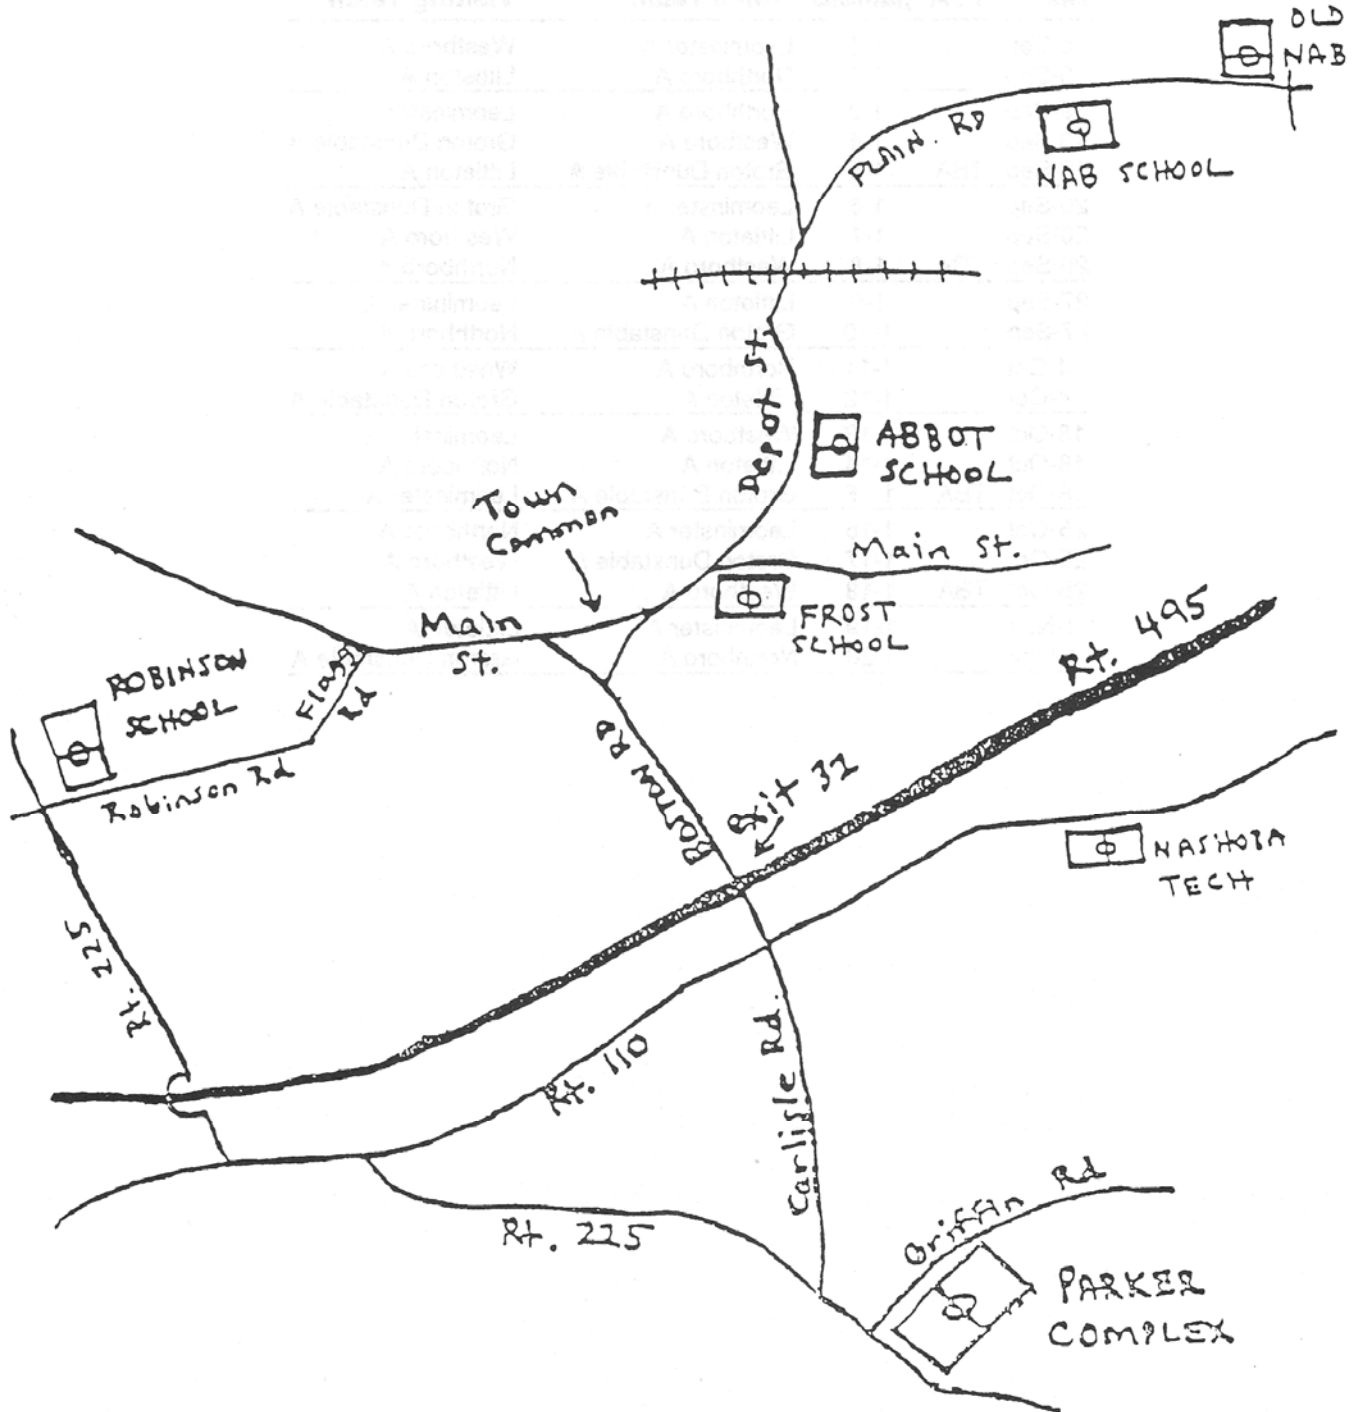 OLD
NAB
PLAIN. RD
NAB SCHOOL
Depot St.
ABBOT
SCHOOL
Town
Common
Main St.
FROST
SCHOOL
Main
St.
Rt. 495
ROBINSON
SCHOOL
Flagg
Rd
Robinson Rd
BOSTON RD
Exit 32
NASHOBA
TECH
Rt. 225
Rt. 110
Carlisle Rd.
Rt. 225
Griffin Rd
PARKER
COMPLEX